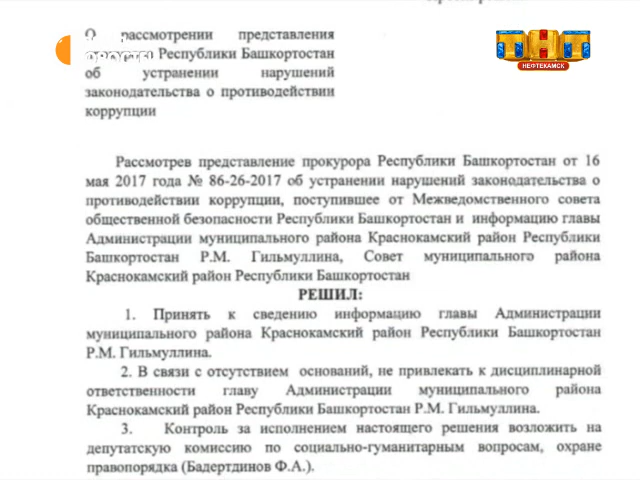 О рассмотрении представления
Республики Башкортостан
об устранении нарушений
законодательства о противодействии
коррупции
ТНТ
НЕФТЕКАМСК
Рассмотрев представление прокурора Республики Башкортостан от 16
мая 2017 года № 86-26-2017 об устранении нарушений законодательства о
противодействии коррупции, поступившее от Межведомственного совета
общественной безопасности Республики Башкортостан и информацию главы
Администрации муниципального района Краснокамский район Республики
Башкортостан Р.М. Гильмуллина, Совет муниципального района
Краснокамский район Республики Башкортостан
РЕШИЛ:
1. Принять к сведению информацию главы Администрации
муниципального района Краснокамский район Республики Башкортостан
Р.М. Гильмуллина.
2. В связи с отсутствием оснований, не привлекать к дисциплинарной
ответственности главу Администрации муниципального района
Краснокамский район Республики Башкортостан Р.М. Гильмуллина.
3. Контроль за исполнением настоящего решения возложить на
депутатскую комиссию по социально-гуманитарным вопросам, охране
правопорядка (Бадертдинов Ф.А.).